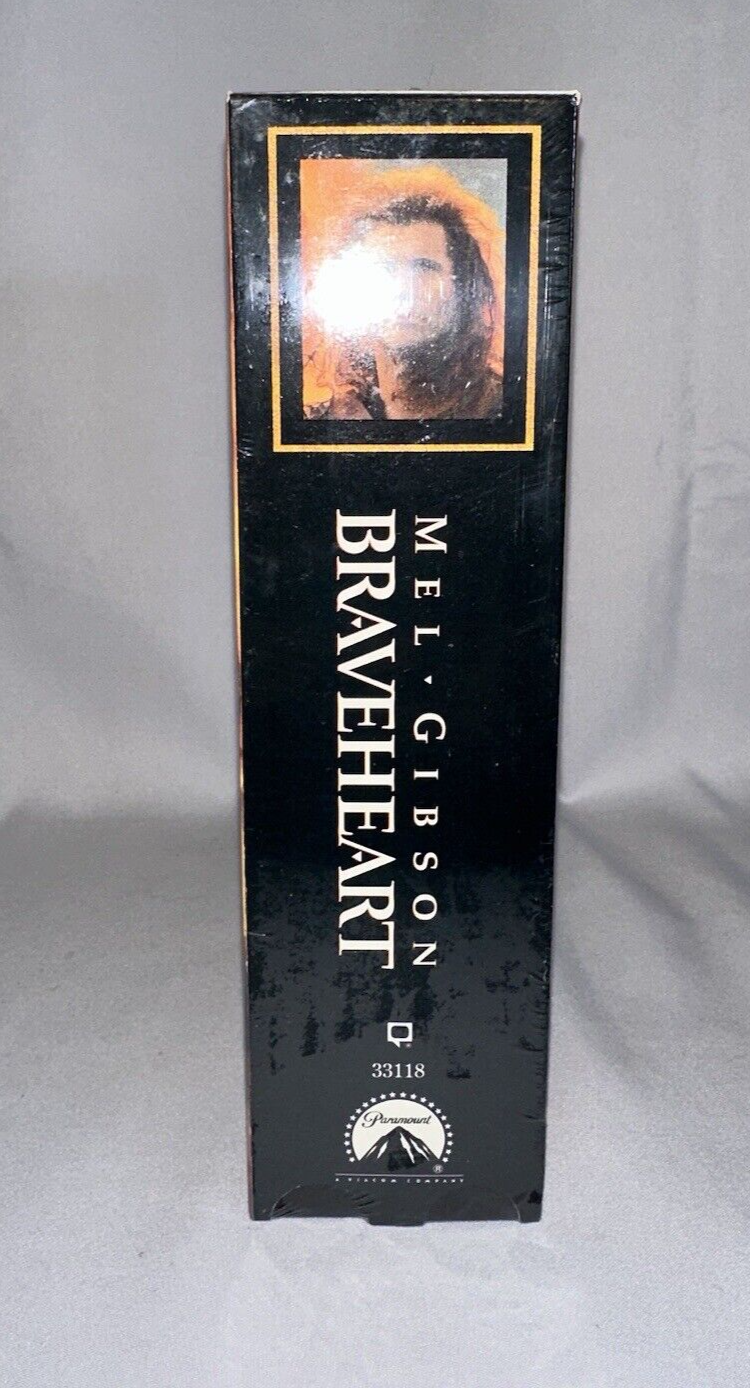 MEL · GIBSON
BRAVEHEART
33118
Paramount
®
A VIACOM COMPANY